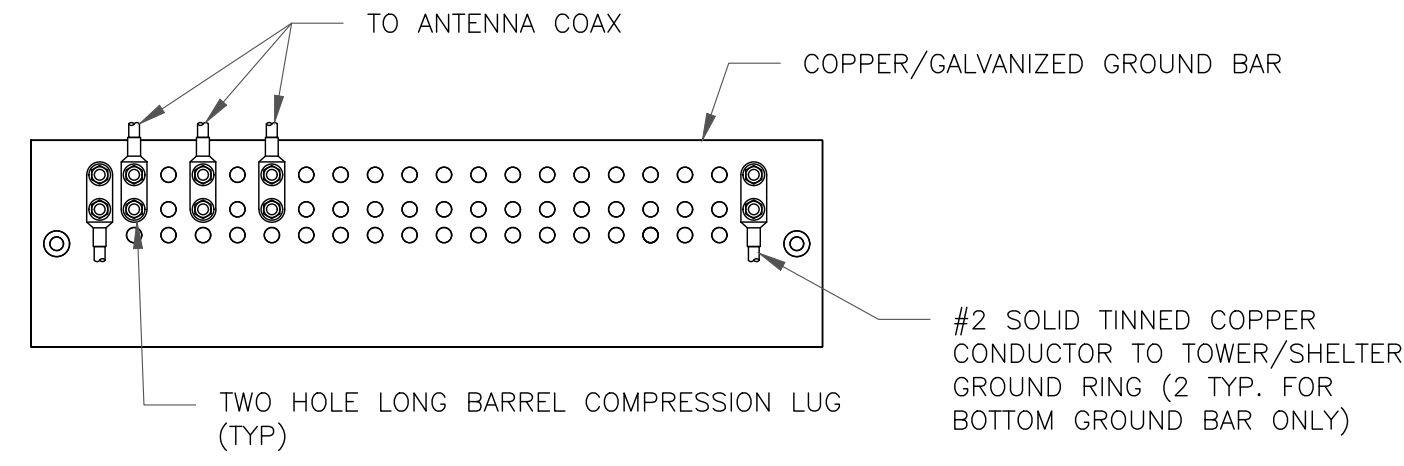 TO ANTENNA COAX
COPPER/GALVANIZED GROUND BAR
#2 SOLID TINNED COPPER
CONDUCTOR TO TOWER/SHELTER
GROUND RING (2 TYP. FOR
BOTTOM GROUND BAR ONLY)
TWO HOLE LONG BARREL COMPRESSION LUG
(TYP)